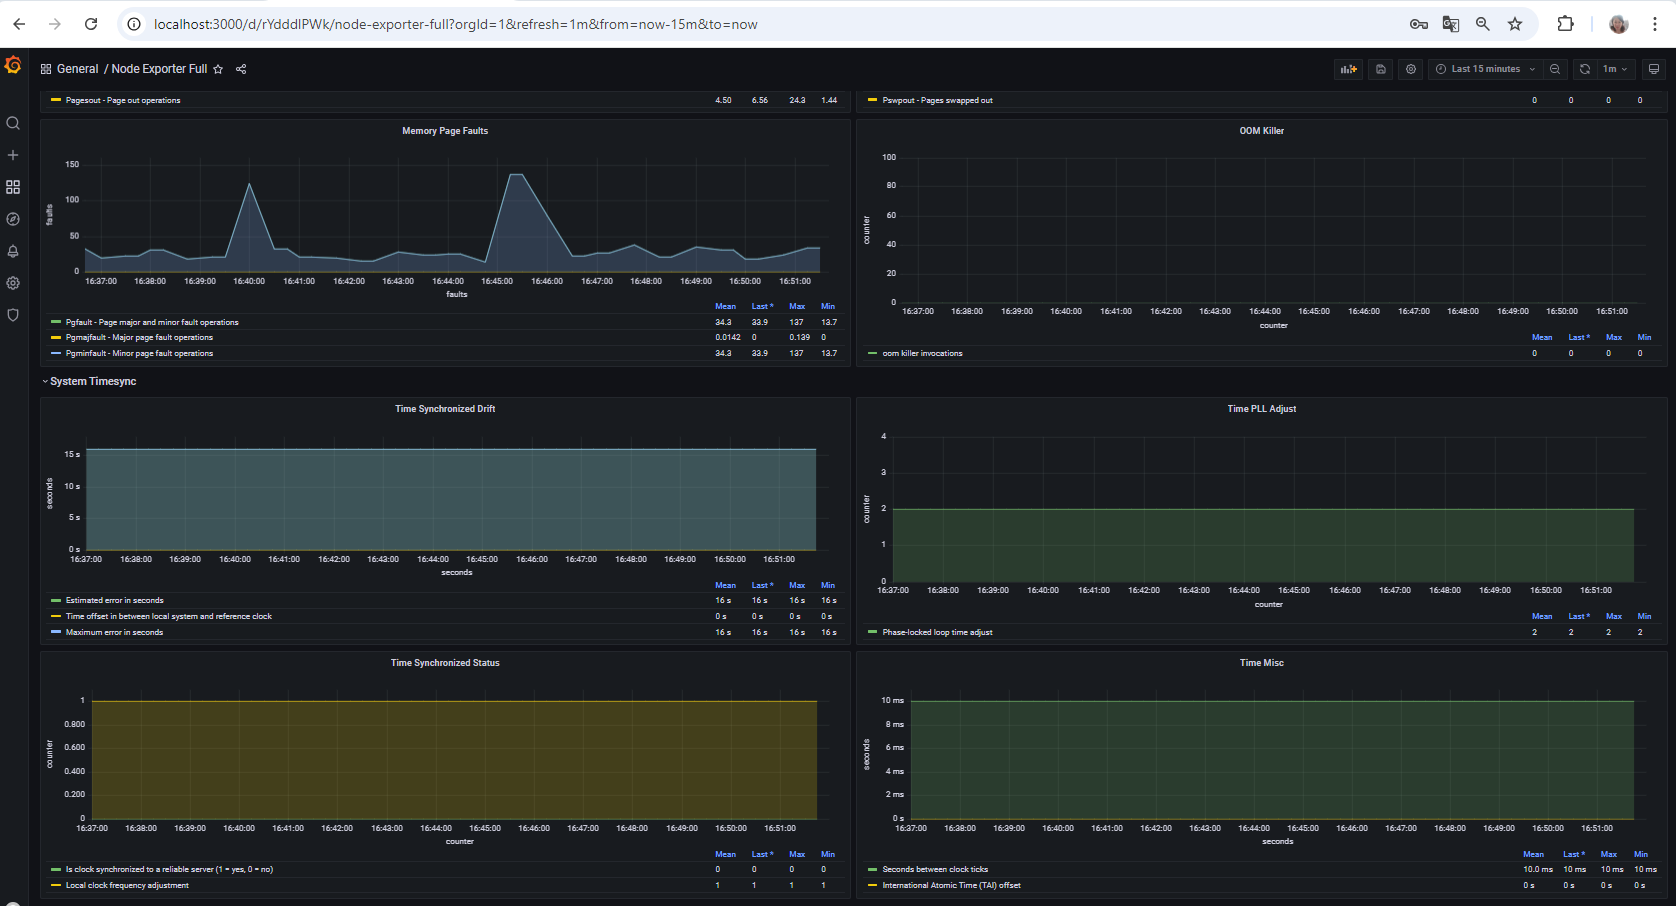 localhost:3000/d/rYdddlPWk/node-exporter-full?orgId=1&refresh=1m&from=now-15m&to=now
General / Node Exporter Full
Last 15 minutes
1m
Pagesout - Page out operations 4.50 6.56 24.3 1.44
Pswpout - Pages swapped out 0 0 0 0
Memory Page Faults
150
100
50
0
faults
16:37:00 16:38:00 16:39:00 16:40:00 16:41:00 16:42:00 16:43:00 16:44:00 16:45:00 16:46:00 16:47:00 16:48:00 16:49:00 16:50:00 16:51:00
faults
Mean Last * Max Min
Pgfault - Page major and minor fault operations 34.3 33.9 137 13.7
Pgmajfault - Major page fault operations 0.0142 0 0.139 0
Pgminfault - Minor page fault operations 34.3 33.9 137 13.7
OOM Killer
100
80
60
40
20
0
counter
16:37:00 16:38:00 16:39:00 16:40:00 16:41:00 16:42:00 16:43:00 16:44:00 16:45:00 16:46:00 16:47:00 16:48:00 16:49:00 16:50:00 16:51:00
counter
Mean Last * Max Min
oom killer invocations 0 0 0 0
System Timesync
Time Synchronized Drift
15 s
10 s
5 s
0 s
seconds
16:37:00 16:38:00 16:39:00 16:40:00 16:41:00 16:42:00 16:43:00 16:44:00 16:45:00 16:46:00 16:47:00 16:48:00 16:49:00 16:50:00 16:51:00
seconds
Mean Last * Max Min
Estimated error in seconds 16 s 16 s 16 s 16 s
Time offset in between local system and reference clock 0 s 0 s 0 s 0 s
Maximum error in seconds 16 s 16 s 16 s 16 s
Time PLL Adjust
4
3
2
1
0
counter
16:37:00 16:38:00 16:39:00 16:40:00 16:41:00 16:42:00 16:43:00 16:44:00 16:45:00 16:46:00 16:47:00 16:48:00 16:49:00 16:50:00 16:51:00
counter
Mean Last * Max Min
Phase-locked loop time adjust 2 2 2 2
Time Synchronized Status
1
0.800
0.600
0.400
0.200
0
counter
16:37:00 16:38:00 16:39:00 16:40:00 16:41:00 16:42:00 16:43:00 16:44:00 16:45:00 16:46:00 16:47:00 16:48:00 16:49:00 16:50:00 16:51:00
counter
Mean Last * Max Min
Is clock synchronized to a reliable server (1 = yes, 0 = no) 0 0 0 0
Local clock frequency adjustment 1 1 1 1
Time Misc
10 ms
8 ms
6 ms
4 ms
2 ms
0 s
seconds
16:37:00 16:38:00 16:39:00 16:40:00 16:41:00 16:42:00 16:43:00 16:44:00 16:45:00 16:46:00 16:47:00 16:48:00 16:49:00 16:50:00 16:51:00
seconds
Mean Last * Max Min
Seconds between clock ticks 10.0 ms 10 ms 10 ms 10 ms
International Atomic Time (TAI) offset 0 s 0 s 0 s 0 s